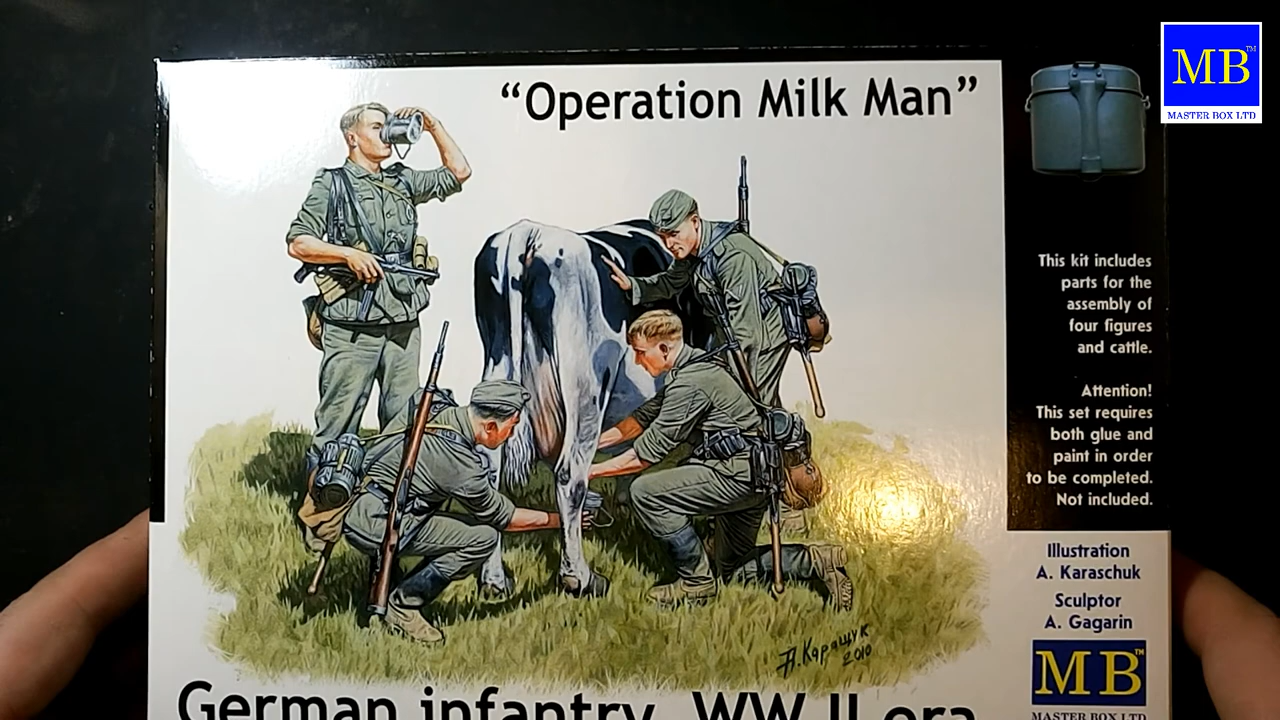 “Operation Milk Man”
MB™
MASTER BOX LTD
This kit includes
parts for the
assembly of
four figures
and cattle.
Attention!
This set requires
both glue and
paint in order
to be completed.
Not included.
Illustration
A. Karaschuk
Sculptor
A. Gagarin
А.Каращук
2010
MB™
MASTER BOX LTD
German infantry, WW II era